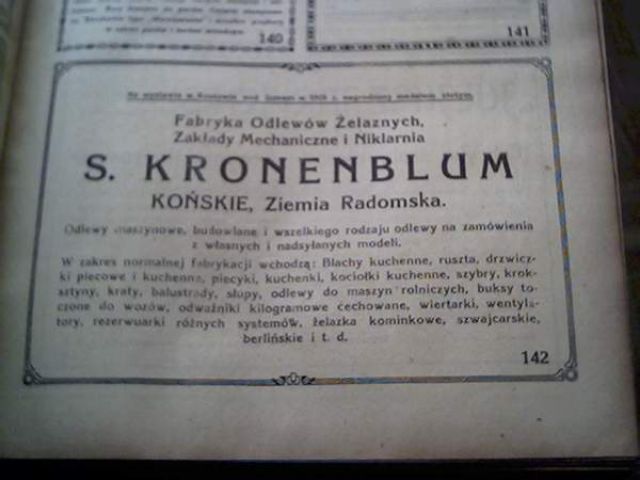 140
141
Fabryka Odlewów Żelaznych,
Zakłady Mechaniczne i Niklarnia
S. KRONENBLUM
KOŃSKIE, Ziemia Radomska.
Odlewy maszynowe, budowlane i wszelkiego rodzaju odlewy na zamówienia
z własnych i nadsyłanych modeli.
W zakres normalnej fabrykacji wchodzą: Blachy kuchenne, ruszta, drzwicz-
ki piecowe i kuchenne, piecyki, kuchenki, kociołki kuchenne, szybry, krok-
sztyny, kraty, balustrady, słupy, odlewy do maszyn rolniczych, buksy to-
czone do wozów, odważniki kilogramowe cechowane, wiertarki, wentyla-
tory, rezerwuarki różnych systemów, żelazka kominkowe, szwajcarskie,
berlińskie i t. d.
142